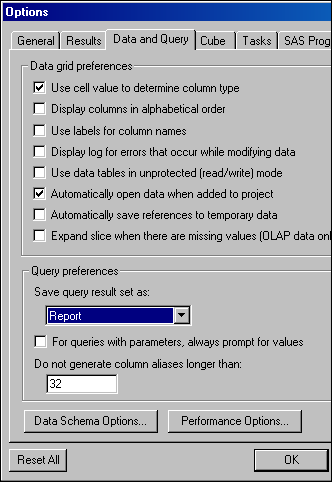 Options
General Results Data and Query Cube Tasks SAS Prog
Data grid preferences
Use cell value to determine column type
Display columns in alphabetical order
Use labels for column names
Display log for errors that occur while modifying data
Use data tables in unprotected (read/write) mode
Automatically open data when added to project
Automatically save references to temporary data
Expand slice when there are missing values (OLAP data onl
Query preferences
Save query result set as:
Report
For queries with parameters, always prompt for values
Do not generate column aliases longer than:
32
Data Schema Options... Performance Options...
Reset All OK